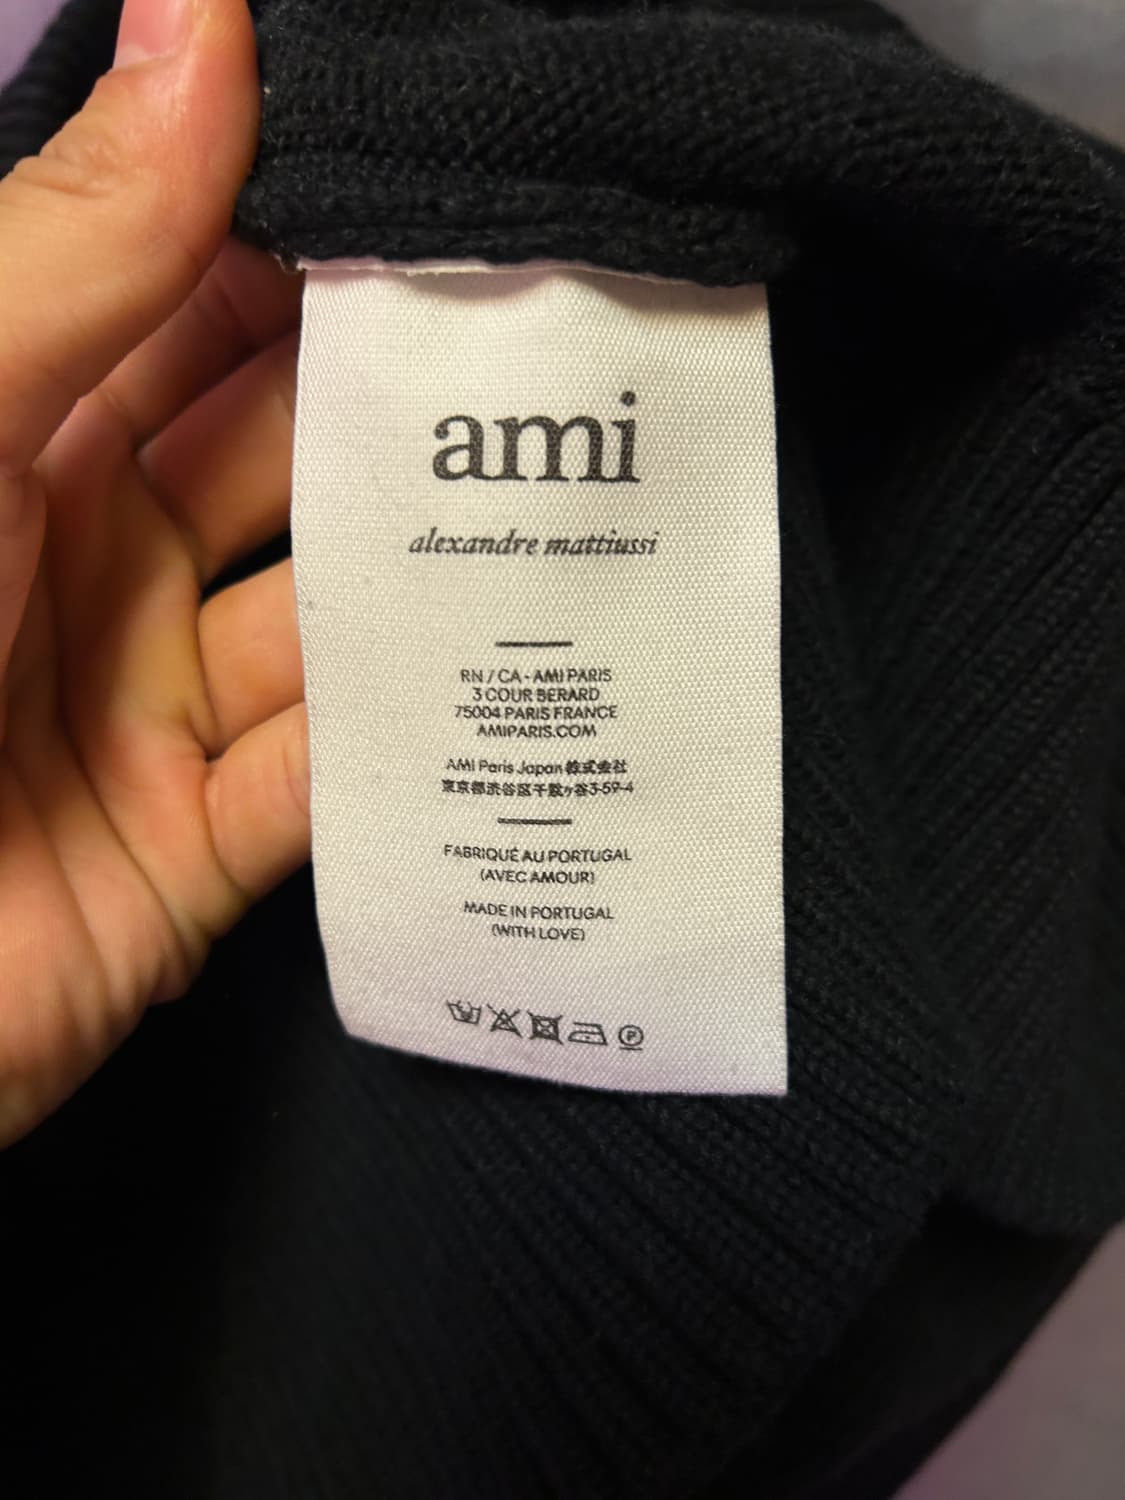 ami
alexandre mattiussi
RN / CA - AMI PARIS
3 COUR BERARD
75004 PARIS FRANCE
AMIPARIS.COM
AMI Paris Japan 株式会社
東京都渋谷区千駄ヶ谷3-59-4
FABRIQUÉ AU PORTUGAL
(AVEC AMOUR)
MADE IN PORTUGAL
(WITH LOVE)
P